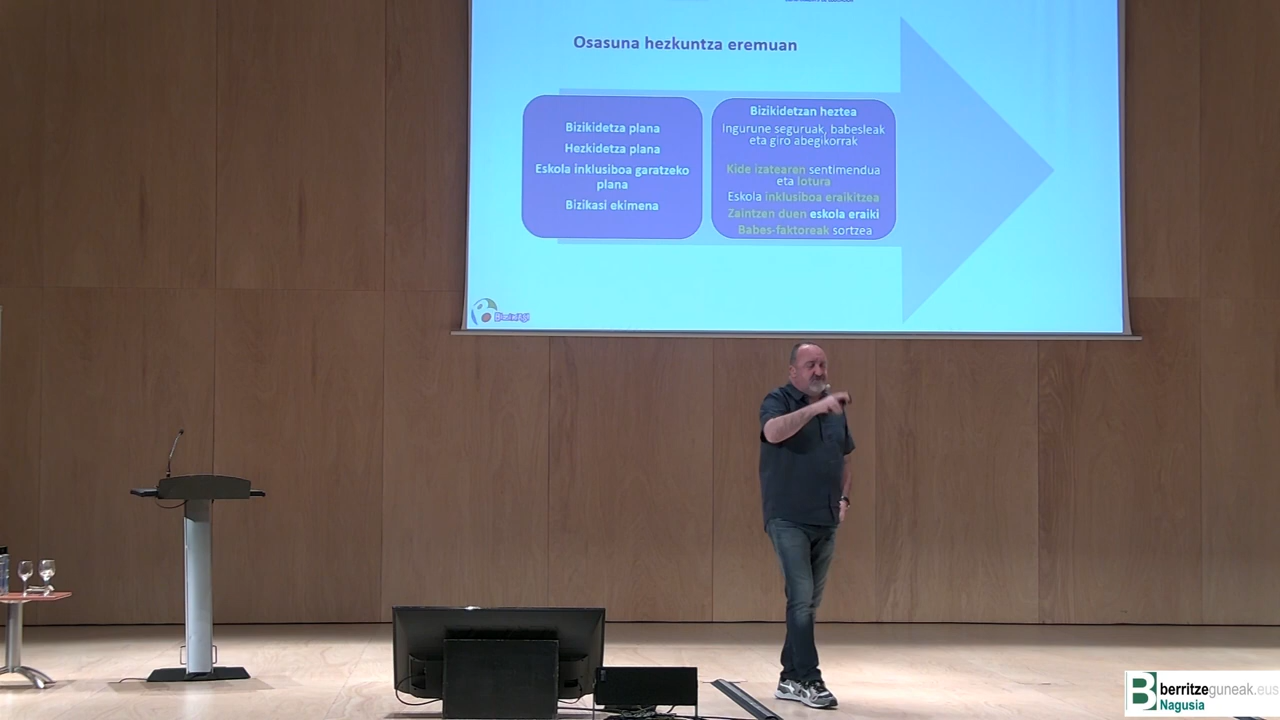 Osasuna hezkuntza eremuan
Bizikidetza plana
Hezkidetza plana
Eskola inklusiboa garatzeko
plana
Bizikasi ekimena
Bizikidetzan heztea
Ingurune seguruak, babesleak
eta giro abegikorrak
Kide izatearen sentimendua
eta lotura
Eskola inklusiboa eraikitzea
Zaintzen duen eskola eraiki
Babes-faktoreak sortzea
berritzeguneak.eus
Nagusia